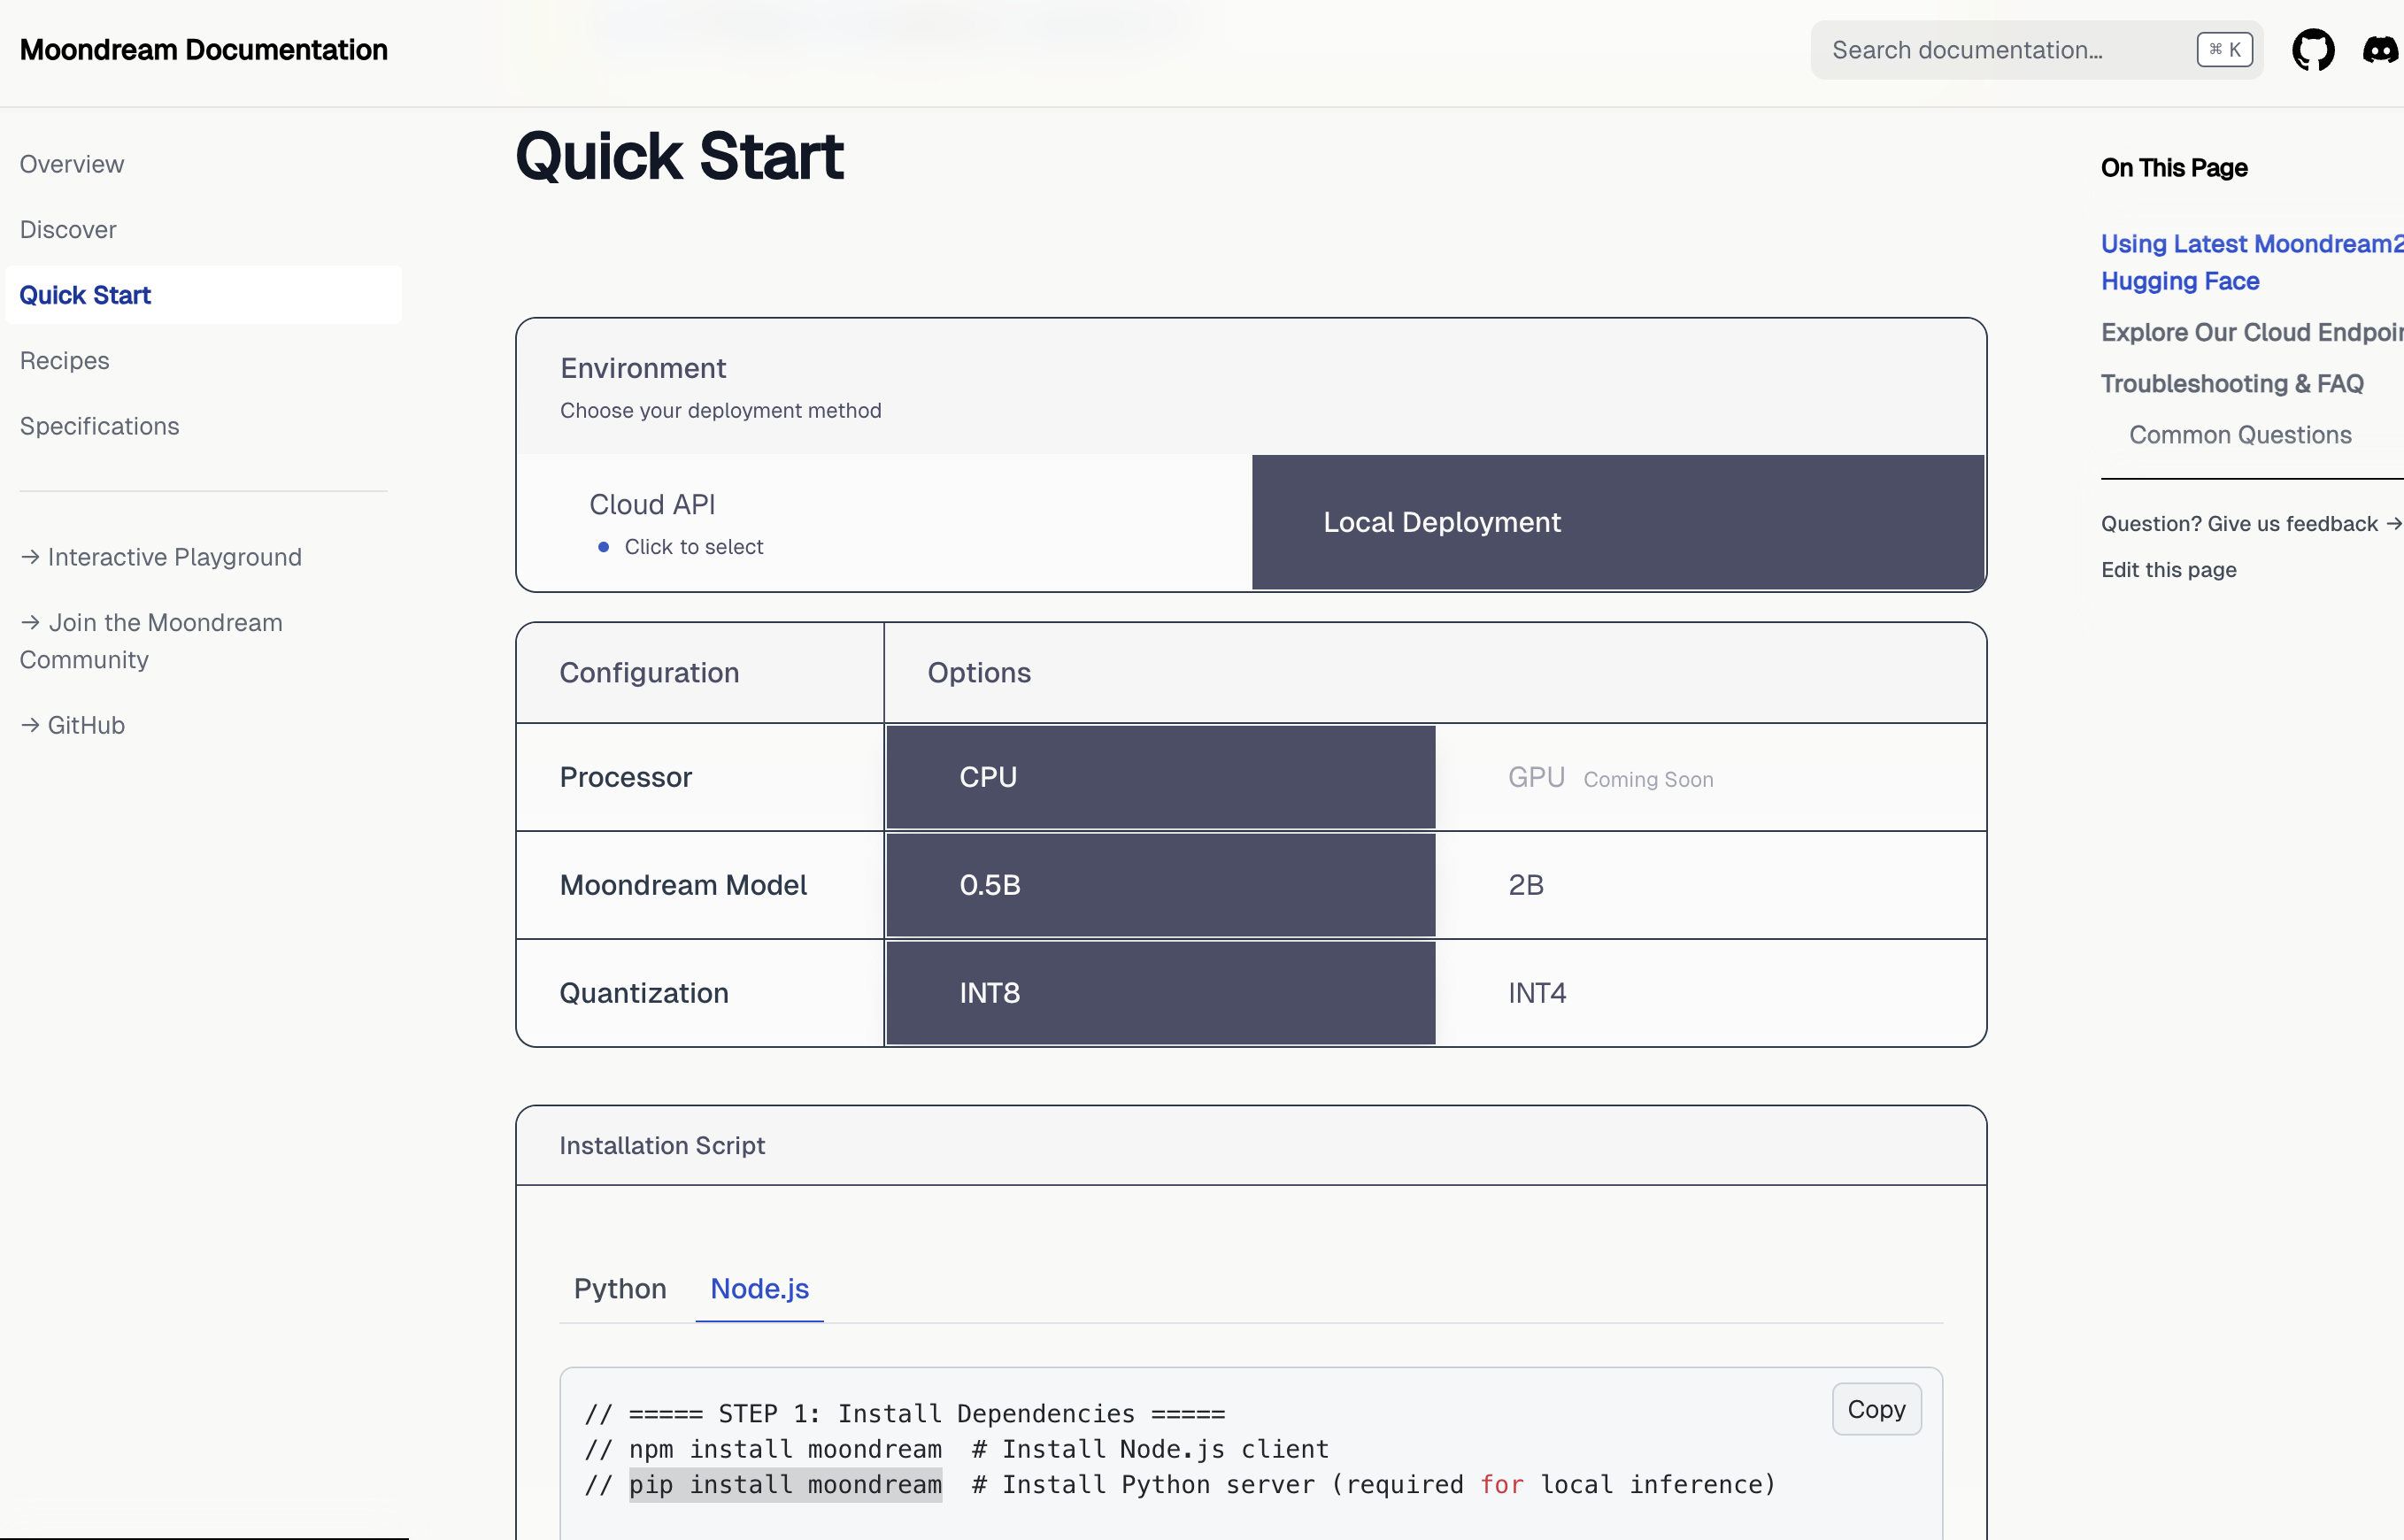 Moondream Documentation
Search documentation...
⌘ K
Overview
Discover
Quick Start
Recipes
Specifications
→ Interactive Playground
→ Join the Moondream
Community
→ GitHub
Quick Start
Environment
Choose your deployment method
Cloud API
Click to select
Local Deployment
Configuration
Options
Processor
CPU
GPU Coming Soon
Moondream Model
0.5B
2B
Quantization
INT8
INT4
Installation Script
Python
Node.js
Copy
// ===== STEP 1: Install Dependencies =====
// npm install moondream  # Install Node.js client
// pip install moondream  # Install Python server (required for local inference)
On This Page
Using Latest Moondream2
Hugging Face
Explore Our Cloud
Troubleshooting & FAQ
Common Questions
Question? Give us feedback →
Edit this page